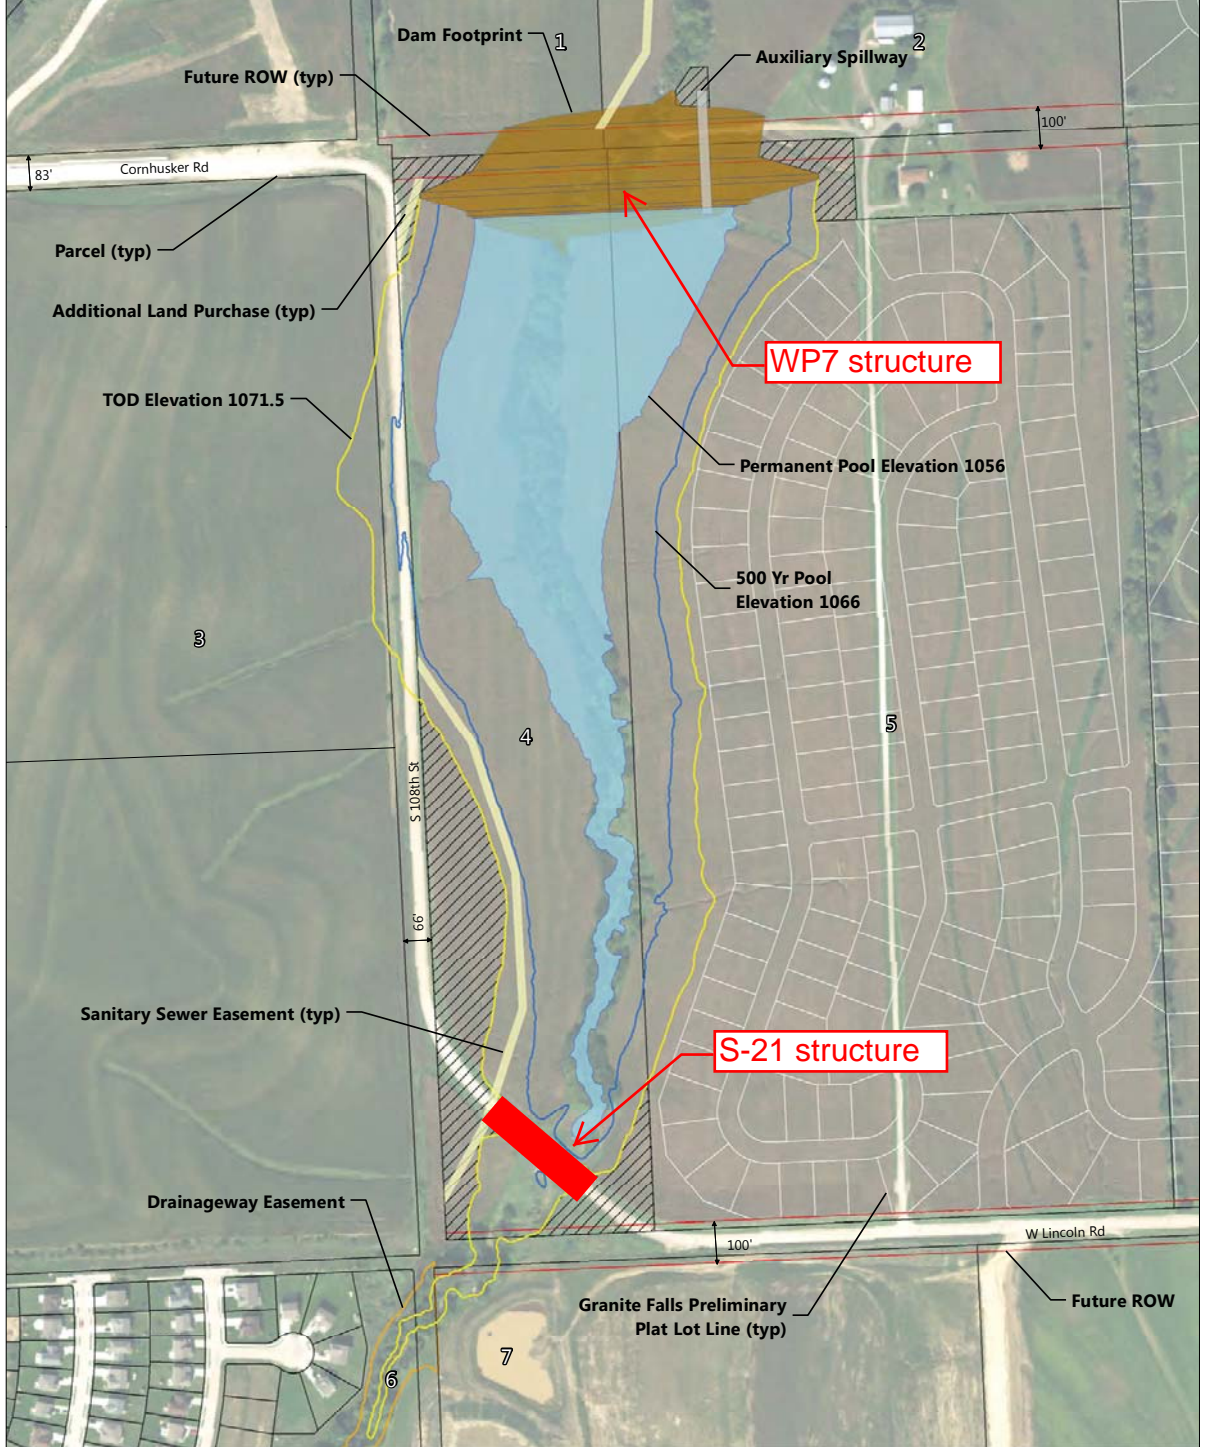 Dam Footprint
1
2
Auxiliary Spillway
Future ROW (typ)
100'
Cornhusker Rd
83'
Parcel (typ)
Additional Land Purchase (typ)
WP7 structure
TOD Elevation 1071.5
Permanent Pool Elevation 1056
500 Yr Pool
Elevation 1066
3
4
5
S 108th St
66'
Sanitary Sewer Easement (typ)
S-21 structure
Drainageway Easement
100'
W Lincoln Rd
Granite Falls Preliminary
Plat Lot Line (typ)
Future ROW
7
6